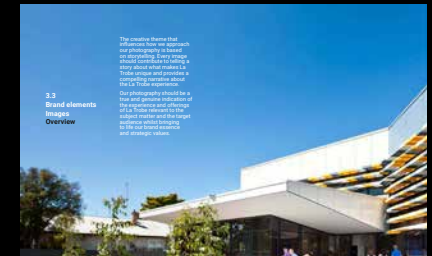 3.3
Brand elements
Images
Overview
The creative theme that
influences how we approach
our photography is based
on storytelling. Every image
should contribute to telling a
story about what makes La
Trobe unique and provides a
compelling narrative about
the La Trobe experience.
Our photography should be a
true and genuine indication of
the experience and offerings
of La Trobe relevant to the
subject matter and the target
audience whilst bringing
to life our brand essence
and strategic values.